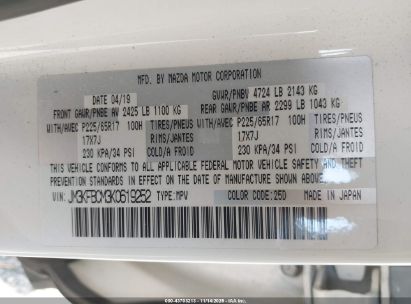 MFD. BY MAZDA MOTOR CORPORATION
DATE 04/19 GVWR/PNBV 4724 LB 2143 KG
FRONT GAWR/PNBE AV 2425 LB 1100 KG REAR GAWR/PNBE AR 2299 LB 1043 KG
WITH/AVEC P225/65R17 100H TIRES/PNEUS WITH/AVEC P225/65R17 100H TIRES/PNEUS
17X7J RIMS/JANTES 17X7J RIMS/JANTES
230 KPA/34 PSI COLD/A FROID 230 KPA/34 PSI COLD/A FROID
THIS VEHICLE CONFORMS TO ALL APPLICABLE FEDERAL MOTOR VEHICLE SAFETY AND THEFT
PREVENTION STANDARDS IN EFFECT ON THE DATE OF MANUFACTURE SHOWN ABOVE.
VIN: JM3KFBCM3K0619252 TYPE:MPV COLOR CODE:25D MADE IN JAPAN